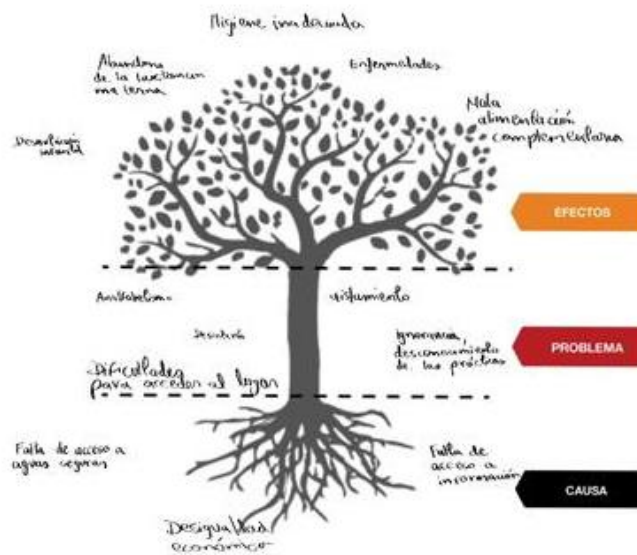 Higiene inadecuada
Abandono
de la lactancia
materna
Enfermedades
Mala
alimentación
complementaria
Desnutrición
infantil
EFECTOS
Analfabetismo
aislamiento
Ignorancia,
desconocimiento
de las prácticas
PROBLEMA
Dificultades
para acceder al lugar
Falta de acceso a
aguas seguras
Falta de
acceso a
información
CAUSA
Desigualdad
económica